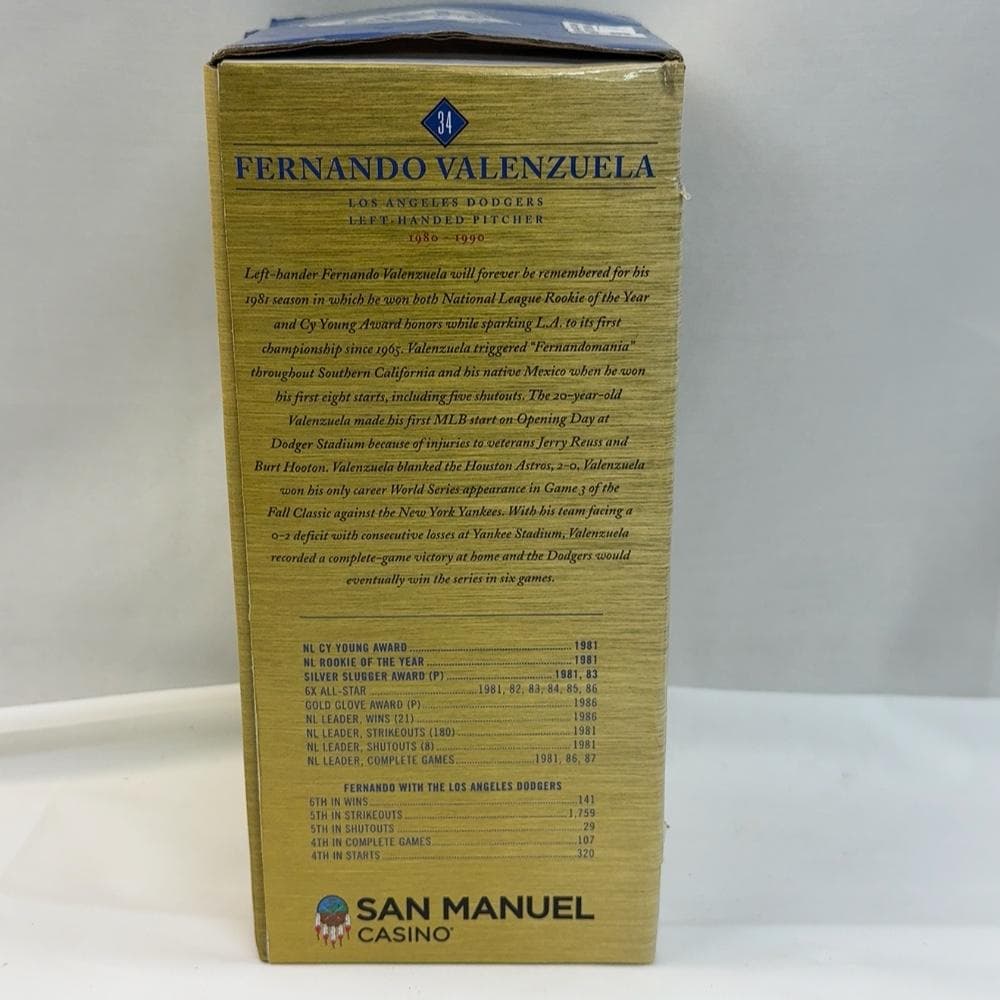 34
FERNANDO VALENZUELA
LOS ANGELES DODGERS
LEFT-HANDED PITCHER
1980 - 1990
Left-hander Fernando Valenzuela will forever be remembered for his
1981 season in which he won both National League Rookie of the Year
and Cy Young Award honors while sparking L.A. to its first
championship since 1965. Valenzuela triggered "Fernandomania"
throughout Southern California and his native Mexico when he won
his first eight starts, including five shutouts. The 20-year-old
Valenzuela made his first MLB start on Opening Day at
Dodger Stadium because of injuries to veterans Jerry Reuss and
Burt Hooton. Valenzuela blanked the Houston Astros, 2-0. Valenzuela
won his only career World Series appearance in Game 3 of the
Fall Classic against the New York Yankees. With his team facing a
0-2 deficit with consecutive losses at Yankee Stadium, Valenzuela
recorded a complete-game victory at home and the Dodgers would
eventually win the series in six games.
NL CY YOUNG AWARD 1981
NL ROOKIE OF THE YEAR 1981
SILVER SLUGGER AWARD (P) 1981, 83
6X ALL-STAR 1981, 82, 83, 84, 85, 86
GOLD GLOVE AWARD (P) 1986
NL LEADER, WINS (21) 1986
NL LEADER, STRIKEOUTS (180) 1981
NL LEADER, SHUTOUTS (8) 1981
NL LEADER, COMPLETE GAMES 1981, 86, 87
FERNANDO WITH THE LOS ANGELES DODGERS
6TH IN WINS 141
5TH IN STRIKEOUTS 1,759
5TH IN SHUTOUTS 29
4TH IN COMPLETE GAMES 107
4TH IN STARTS 320
SAN MANUEL
CASINO